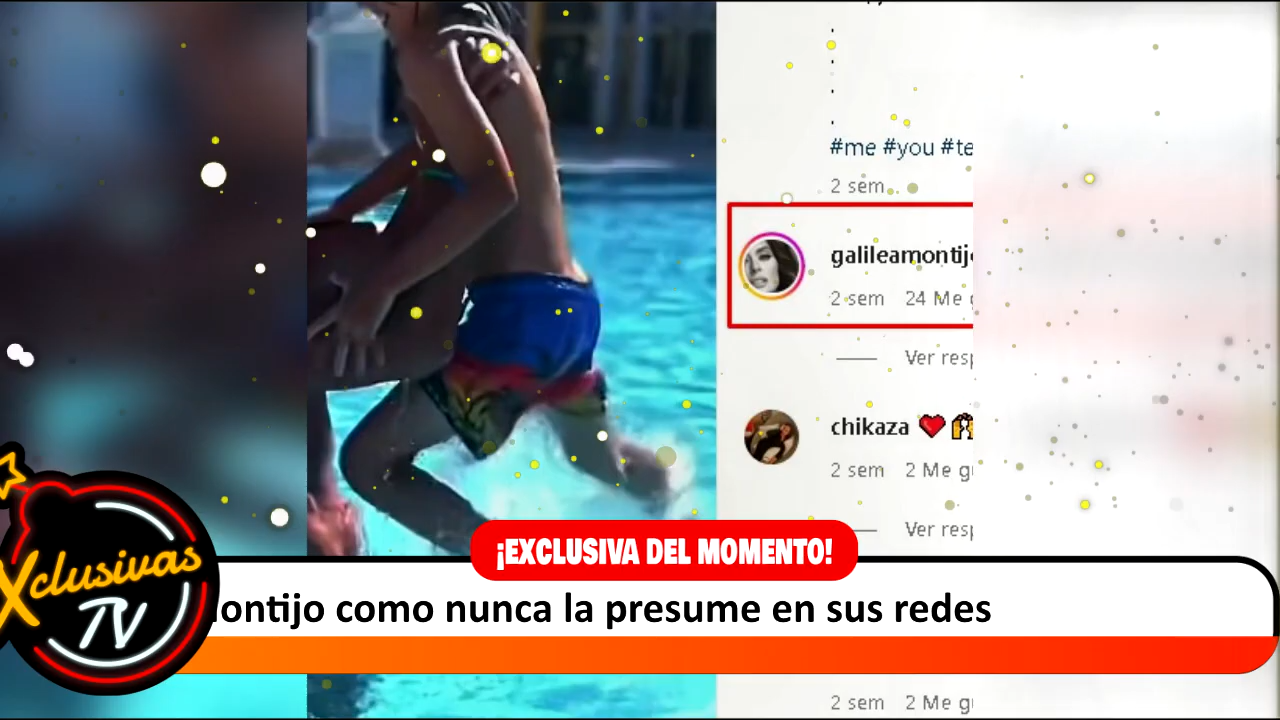 #me #you #te
2 sem
galileamontij
2 sem 24 Me g
Ver resp
chikaza
2 sem 2 Me g
Ver resp
¡EXCLUSIVA DEL MOMENTO!
ontijo como nunca la presume en sus redes
Xclusivas
TV
2 sem 2 Me g